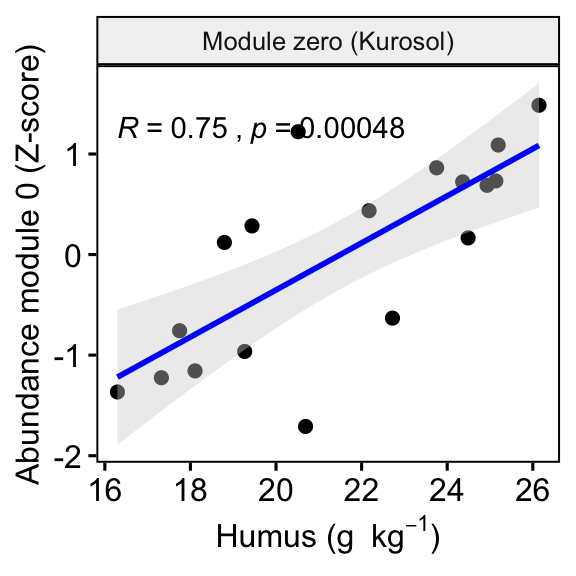 Module zero (Kurosol)
R = 0.75 , p = 0.00048
Abundance module 0 (Z-score)
1
0
-1
-2
16 18 20 22 24 26
Humus (g kg⁻¹)